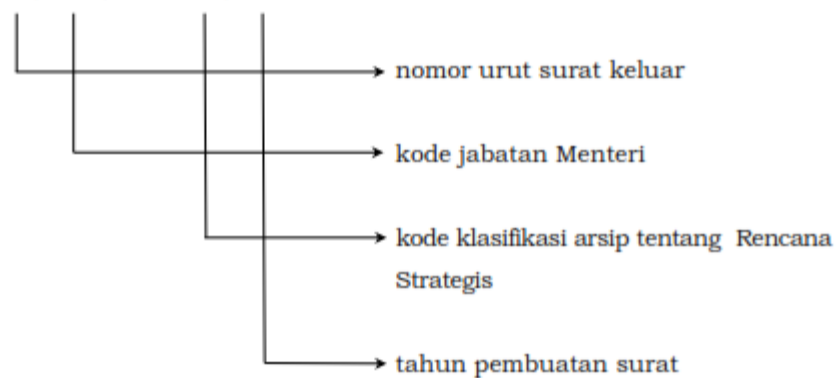 nomor urut surat keluar
kode jabatan Menteri
kode klasifikasi arsip tentang Rencana
Strategis
tahun pembuatan surat